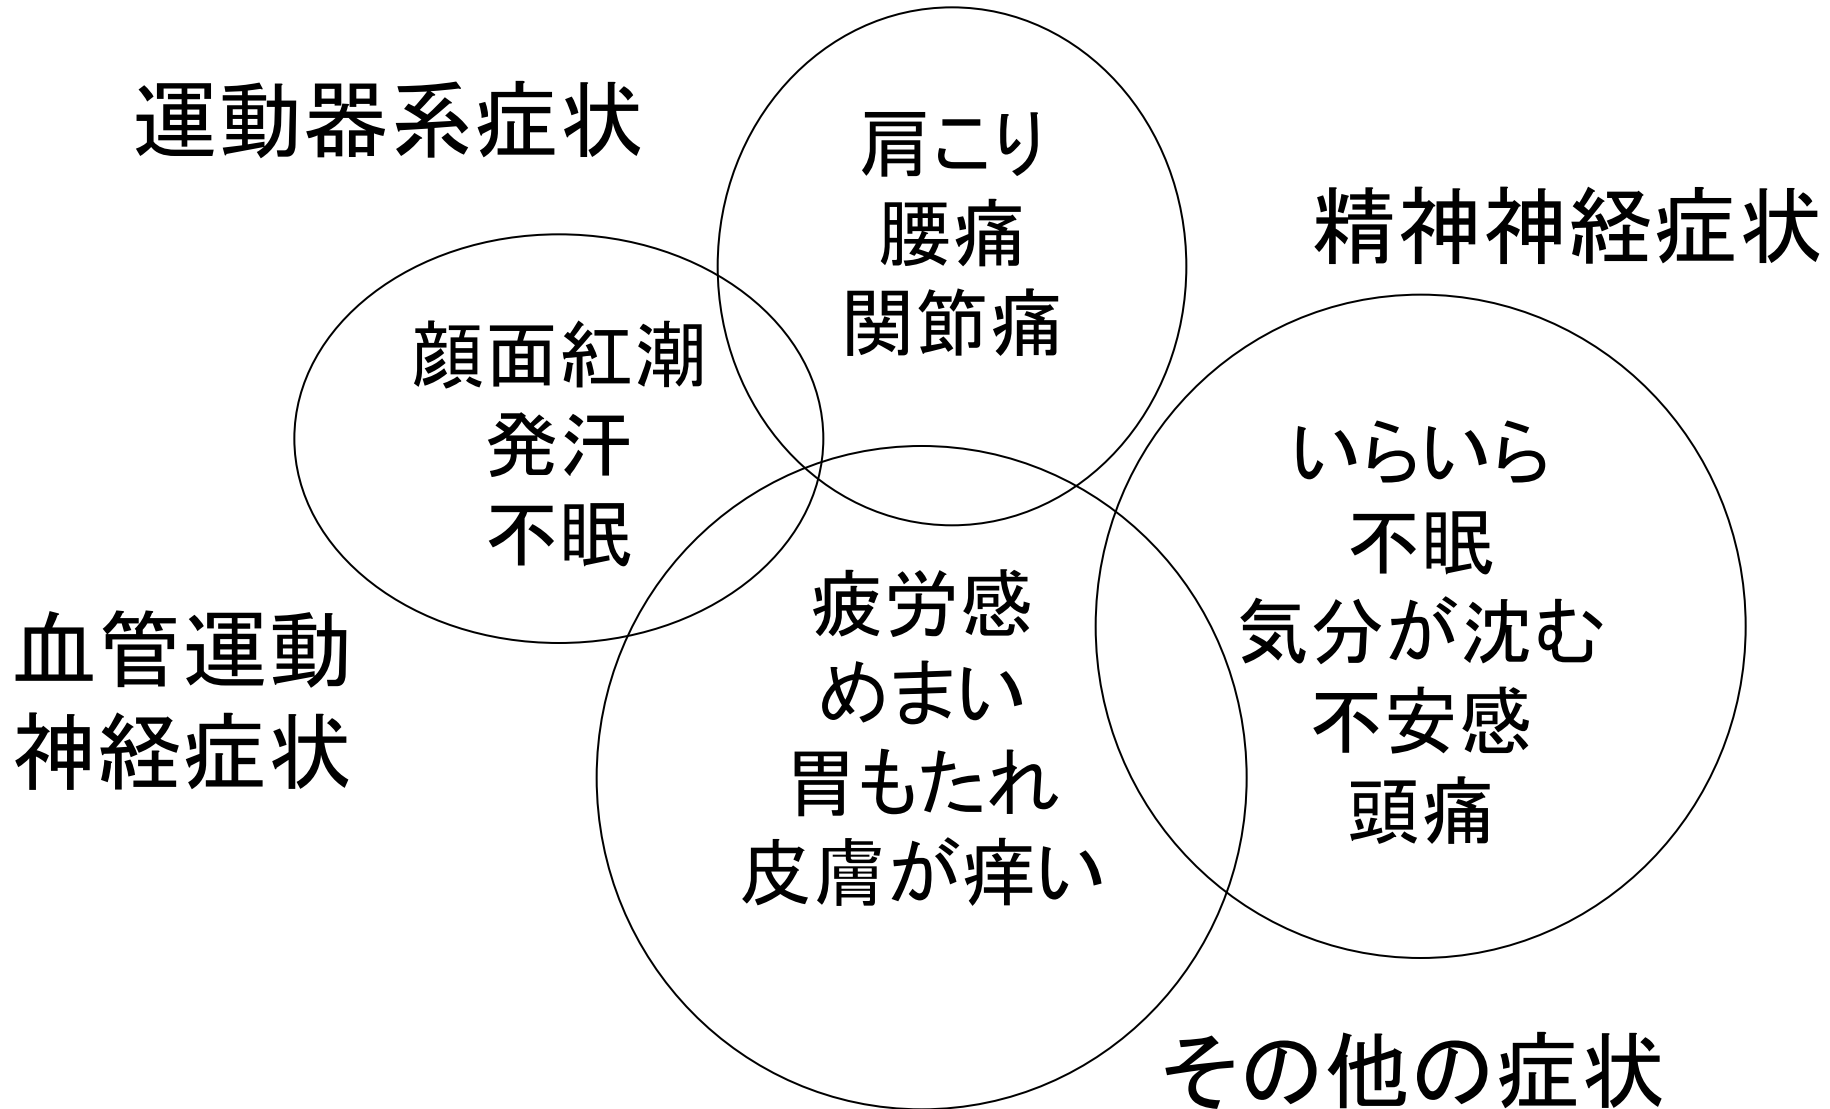 運動器系症状
肩こり
腰痛
関節痛
精神神経症状
顔面紅潮
発汗
不眠
いらいら
不眠
気分が沈む
不安感
頭痛
血管運動
神経症状
疲労感
めまい
胃もたれ
皮膚が痒い
その他の症状